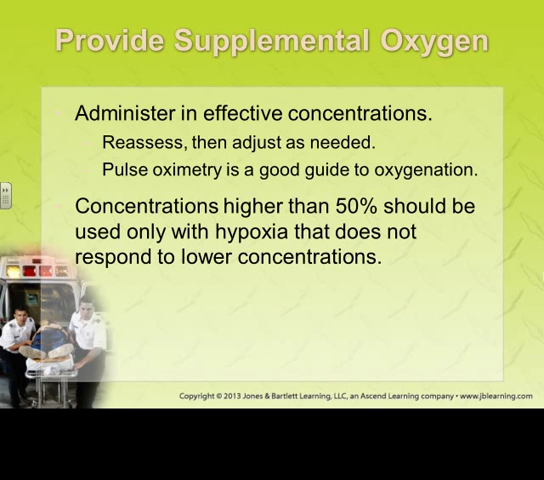 Provide Supplemental Oxygen
Administer in effective concentrations.
Reassess, then adjust as needed.
Pulse oximetry is a good guide to oxygenation.
Concentrations higher than 50% should be
used only with hypoxia that does not
respond to lower concentrations.
Copyright © 2013 Jones & Bartlett Learning, LLC, an Ascend Learning company • www.jblearning.com